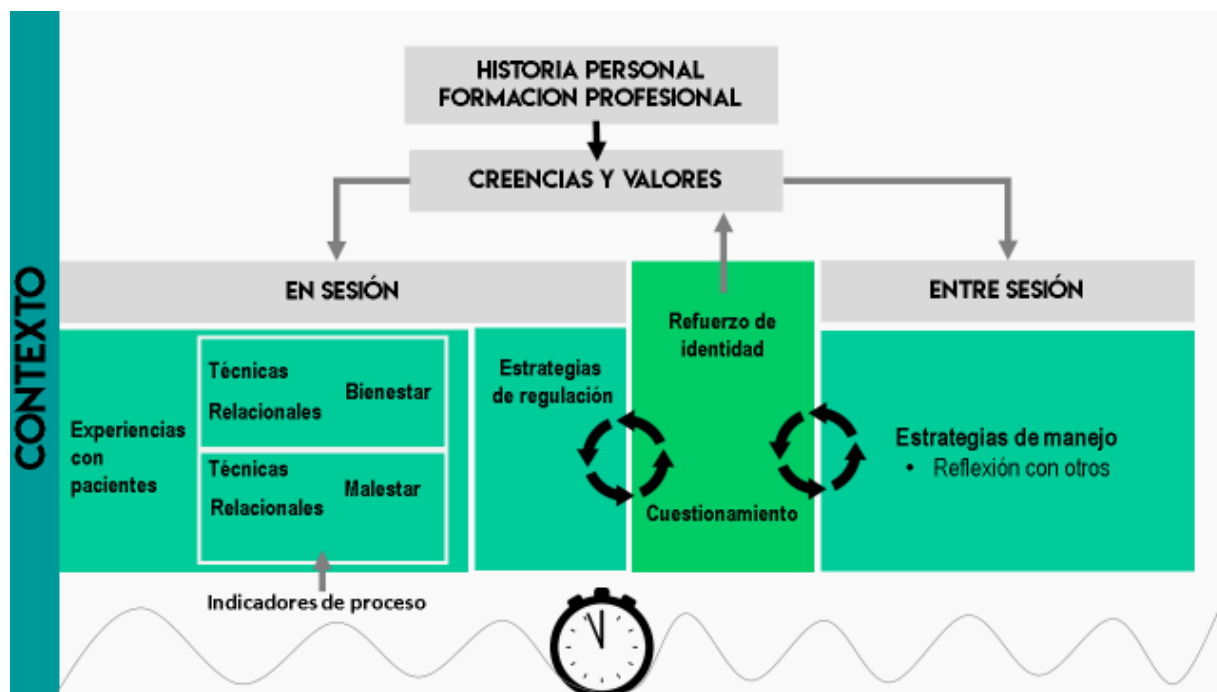 CONTEXTO
HISTORIA PERSONAL
FORMACION PROFESIONAL
CREENCIAS Y VALORES
EN SESIÓN
Experiencias
con
pacientes
Técnicas
Relacionales
Bienestar
Técnicas
Relacionales
Malestar
Indicadores de proceso
Estrategias
de regulación
Refuerzo de
identidad
Cuestionamiento
ENTRE SESIÓN
Estrategias de manejo
• Reflexión con otros